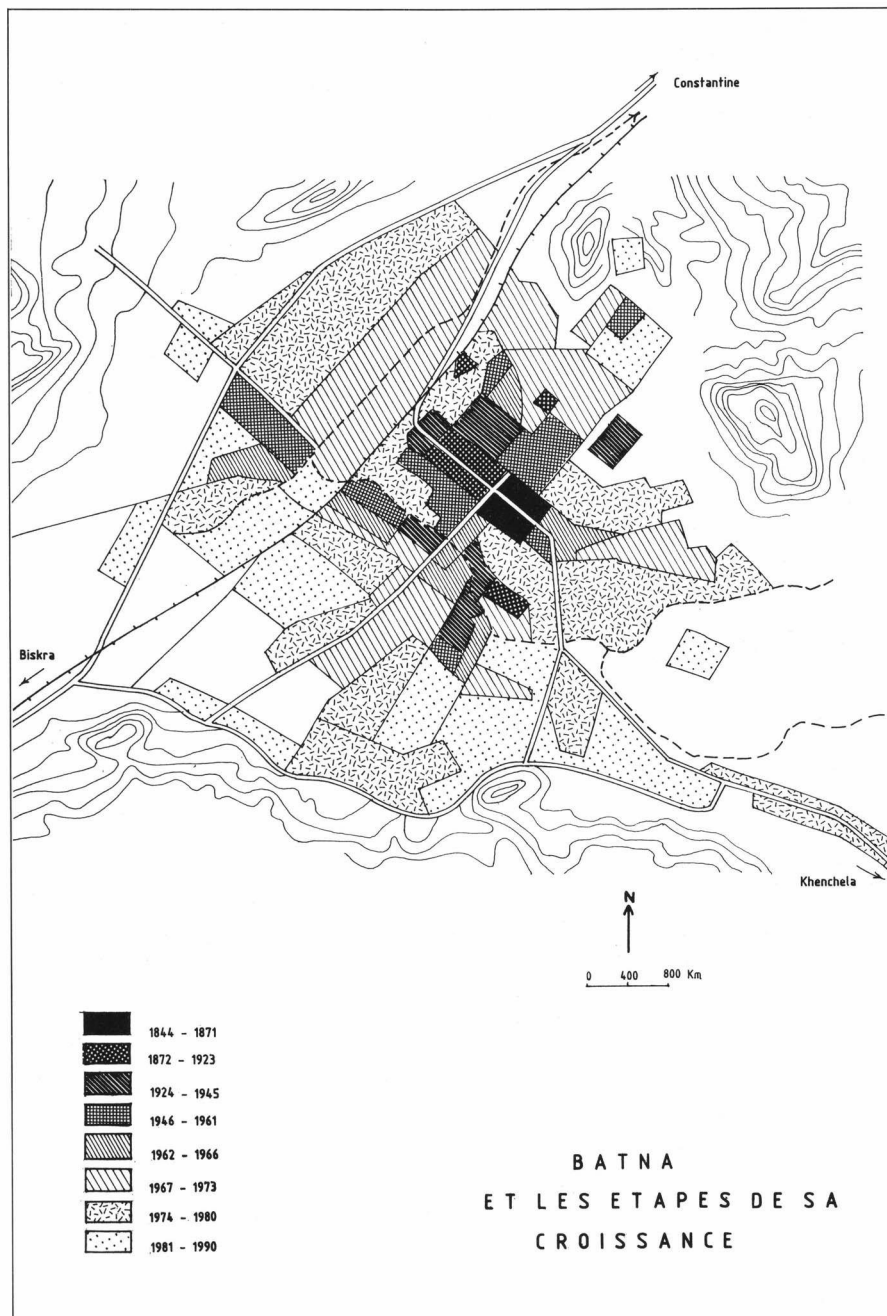 Constantine
Biskra
Khenchela
N
0 400 800 Km
1844 - 1871
1872 - 1923
1924 - 1945
1946 - 1961
1962 - 1966
1967 - 1973
1974 - 1980
1981 - 1990
BATNA
ET LES ETAPES DE SA
CROISSANCE